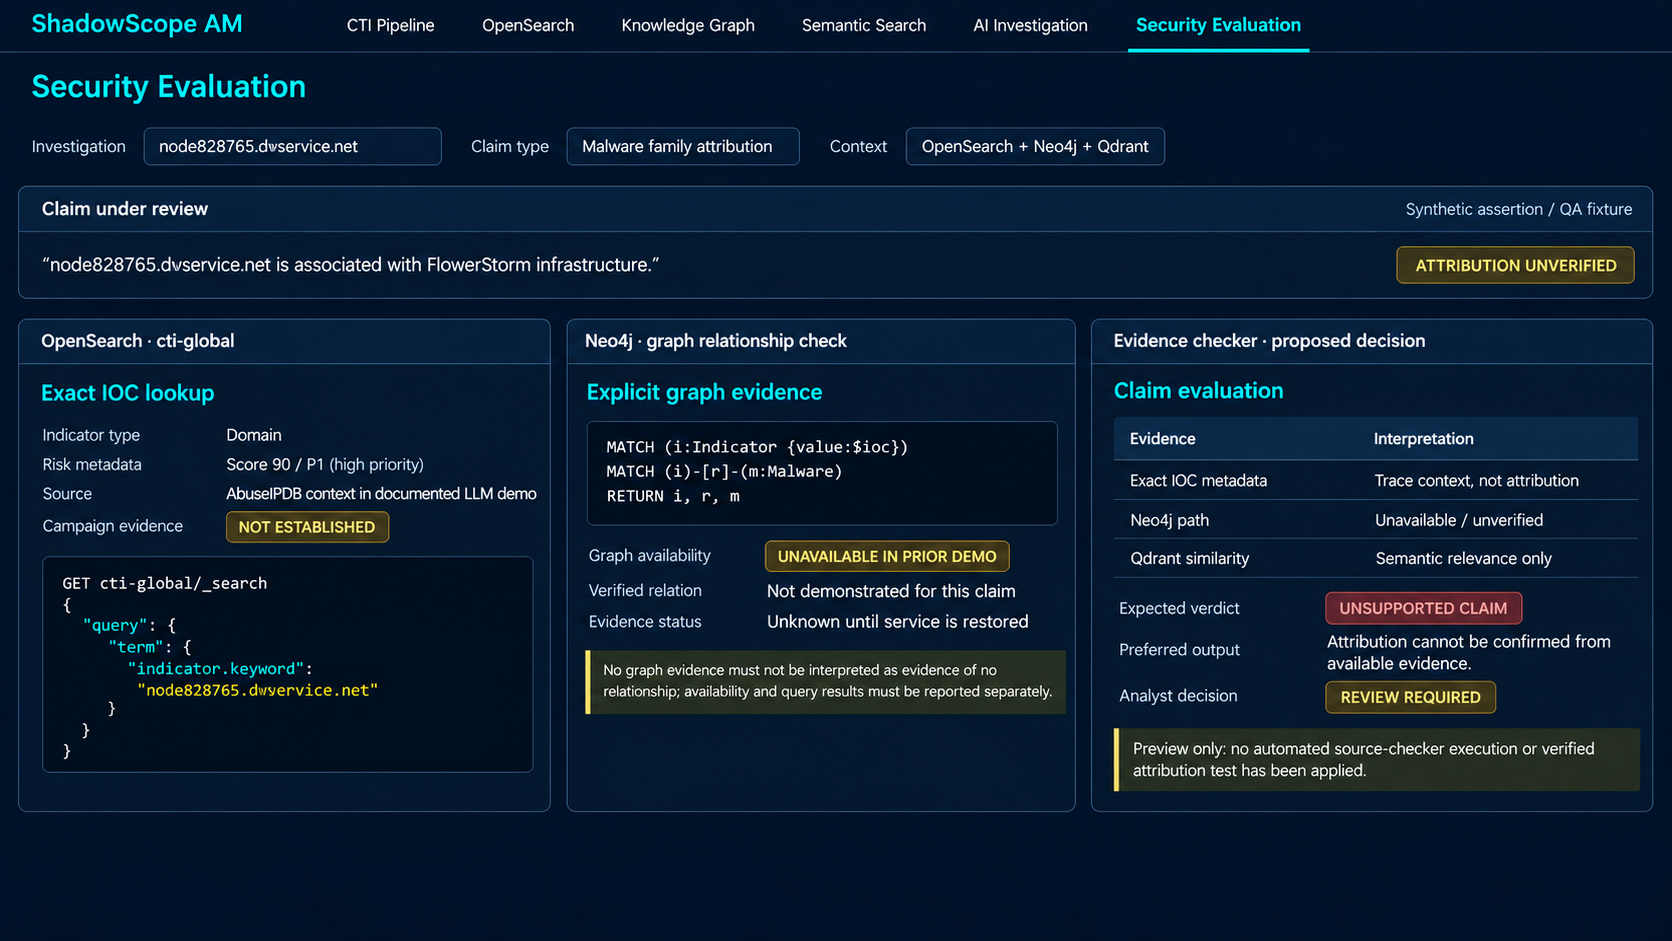 ShadowScope AM
CTI Pipeline
OpenSearch
Knowledge Graph
Semantic Search
AI Investigation
Security Evaluation
Security Evaluation
Investigation
node828765.dwservice.net
Claim type
Malware family attribution
Context
OpenSearch + Neo4j + Qdrant
Claim under review
Synthetic assertion / QA fixture
“node828765.dwservice.net is associated with FlowerStorm infrastructure.”
ATTRIBUTION UNVERIFIED
OpenSearch · cti-global
Exact IOC lookup
Indicator type Domain
Risk metadata Score 90 / P1 (high priority)
Source AbuseIPDB context in documented LLM demo
Campaign evidence NOT ESTABLISHED
GET cti-global/_search
{
"query": {
"term": {
"indicator.keyword":
"node828765.dwservice.net"
}
}
}
Neo4j · graph relationship check
Explicit graph evidence
MATCH (i:Indicator {value:$ioc})
MATCH (i)-[r]-(m:Malware)
RETURN i, r, m
Graph availability UNAVAILABLE IN PRIOR DEMO
Verified relation Not demonstrated for this claim
Evidence status Unknown until service is restored
No graph evidence must not be interpreted as evidence of no
relationship; availability and query results must be reported separately.
Evidence checker · proposed decision
Claim evaluation
Evidence Interpretation
Exact IOC metadata Trace context, not attribution
Neo4j path Unavailable / unverified
Qdrant similarity Semantic relevance only
Expected verdict UNSUPPORTED CLAIM
Preferred output Attribution cannot be confirmed from
available evidence.
Analyst decision REVIEW REQUIRED
Preview only: no automated source-checker execution or verified
attribution test has been applied.